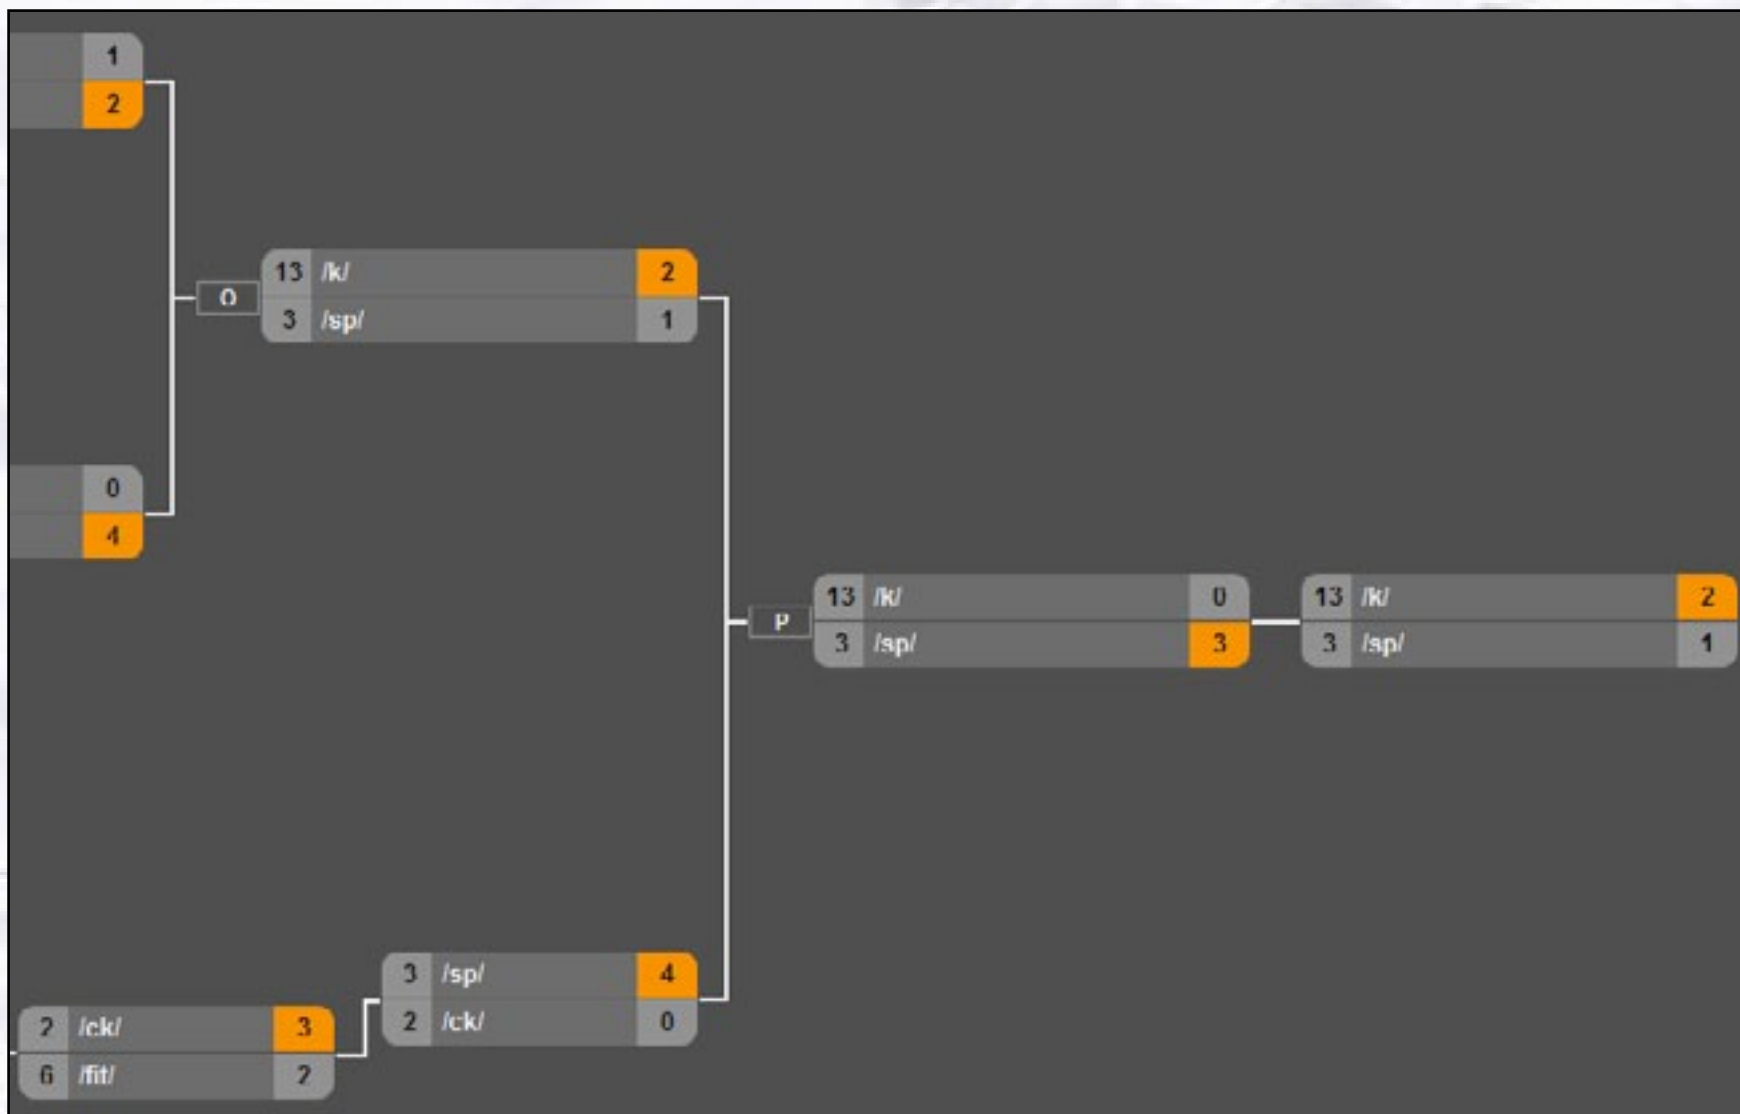 1
2
O
13 /k/ 2
3 /sp/ 1
0
4
P
13 /k/ 0
3 /sp/ 3
13 /k/ 2
3 /sp/ 1
3 /sp/ 4
2 /ck/ 0
2 /ck/ 3
6 /fit/ 2